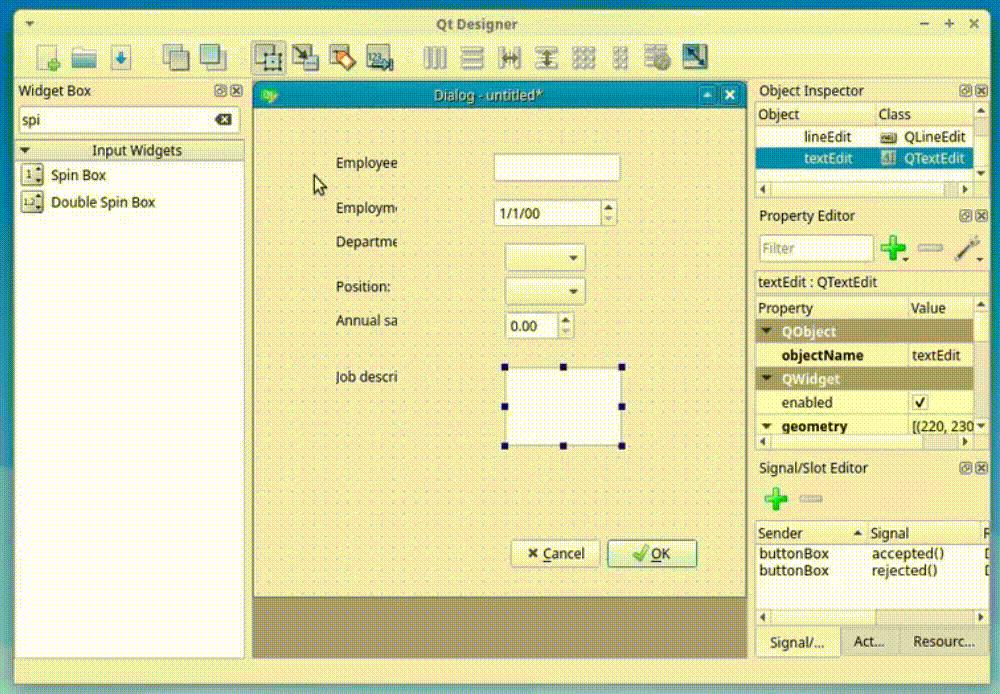 Qt Designer
Widget Box
spi
Input Widgets
Spin Box
Double Spin Box
Dialog - untitled*
Employee
Employm
1/1/00
Departme
Position:
Annual sa
0.00
Job descri
Cancel
OK
Object Inspector
Object Class
lineEdit QLineEdit
textEdit QTextEdit
Property Editor
Filter
textEdit : QTextEdit
Property Value
QObject
objectName textEdit
QWidget
enabled
geometry [(220, 230
Signal/Slot Editor
Sender Signal
buttonBox accepted()
buttonBox rejected()
Signal/... Act... Resourc...